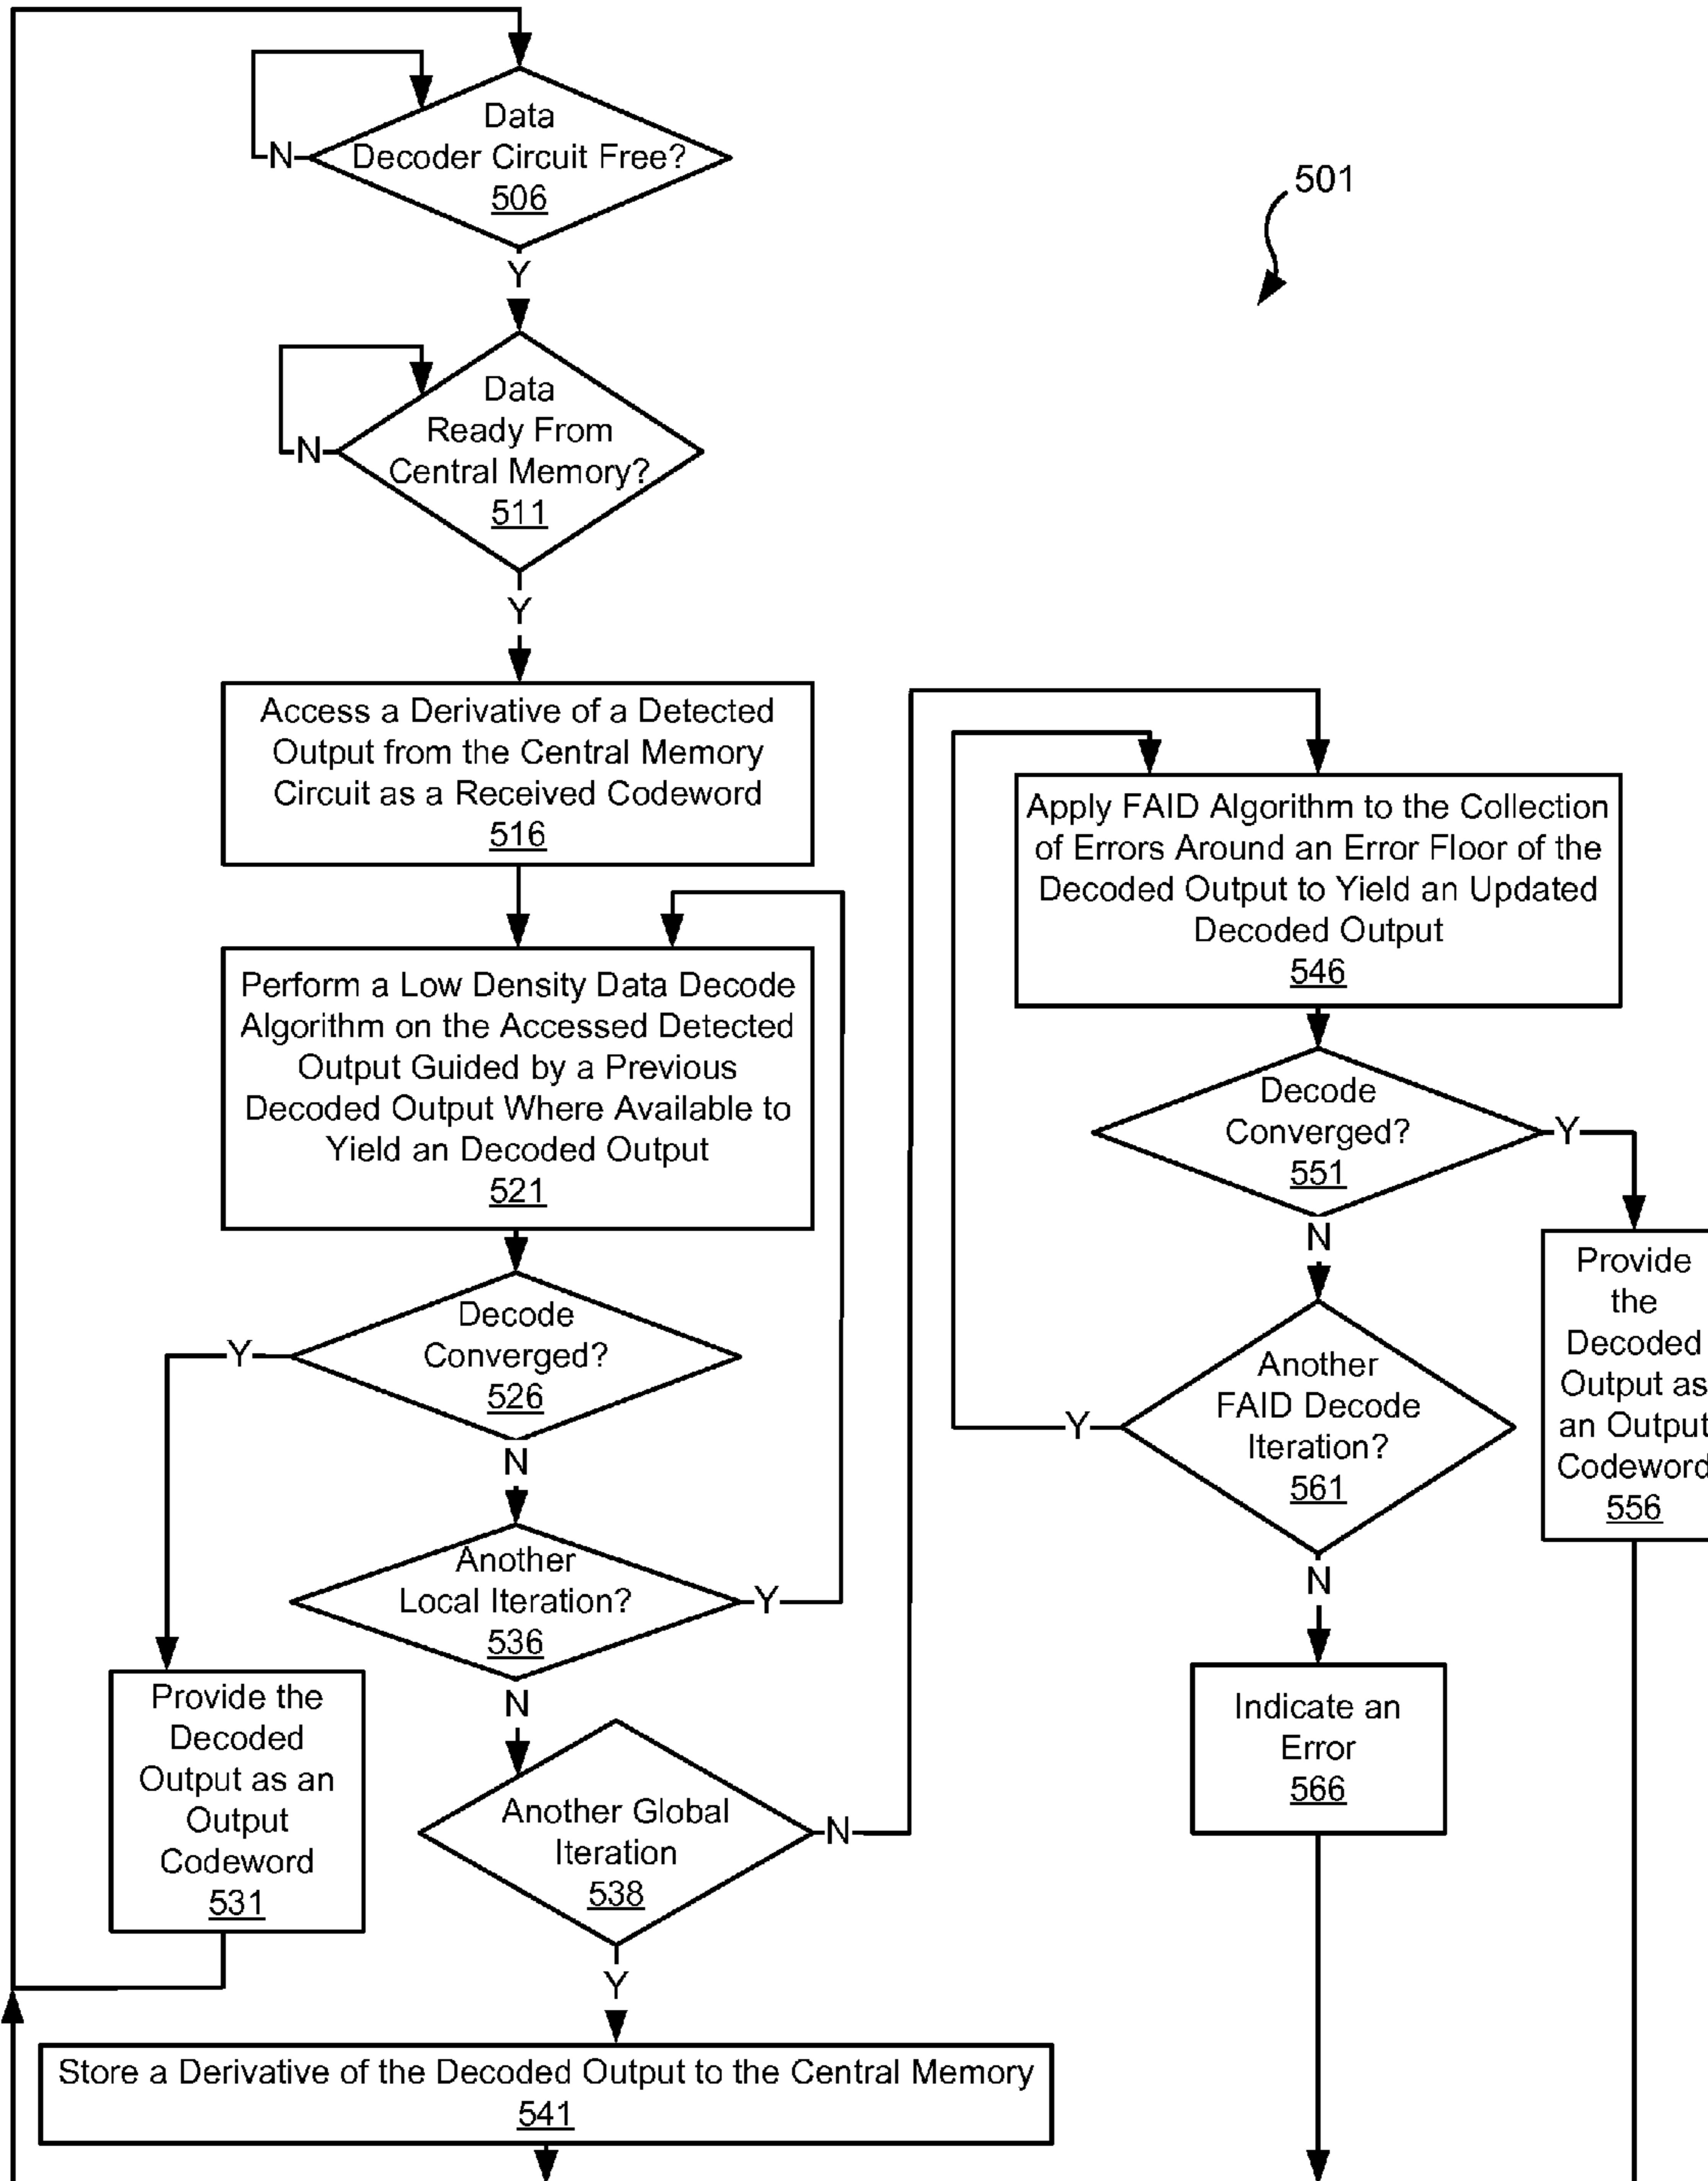 Data
Decoder Circuit Free?
506
N
Y
501
Data
Ready From
Central Memory?
511
N
Y
Access a Derivative of a Detected
Output from the Central Memory
Circuit as a Received Codeword
516
Perform a Low Density Data Decode
Algorithm on the Accessed Detected
Output Guided by a Previous
Decoded Output Where Available to
Yield an Decoded Output
521
Decode
Converged?
526
Y
N
Another
Local Iteration?
536
Y
N
Provide the
Decoded
Output as an
Output
Codeword
531
Another Global
Iteration
538
N
Y
Store a Derivative of the Decoded Output to the Central Memory
541
Apply FAID Algorithm to the Collection
of Errors Around an Error Floor of the
Decoded Output to Yield an Updated
Decoded Output
546
Decode
Converged?
551
Y
N
Provide
the
Decoded
Output as
an Output
Codeword
556
Another
FAID Decode
Iteration?
561
Y
N
Indicate an
Error
566